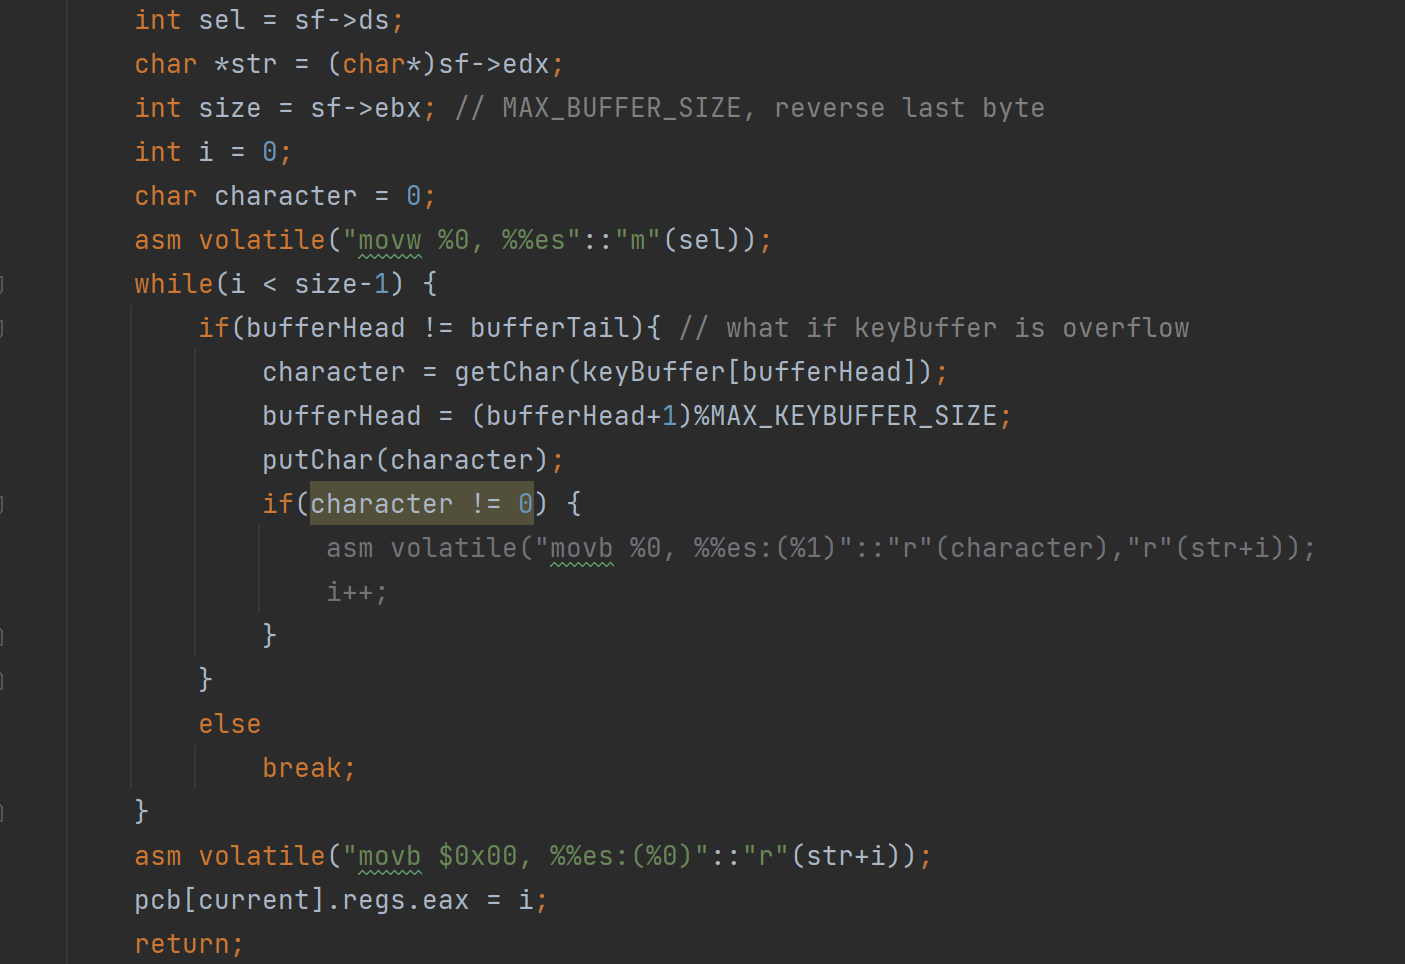 int sel = sf->ds;
char *str = (char*)sf->edx;
int size = sf->ebx; // MAX_BUFFER_SIZE, reverse last byte
int i = 0;
char character = 0;
asm volatile("movw %0, %%es"::"m"(sel));
while(i < size-1) {
if(bufferHead != bufferTail){ // what if keyBuffer is overflow
character = getChar(keyBuffer[bufferHead]);
bufferHead = (bufferHead+1)%MAX_KEYBUFFER_SIZE;
putChar(character);
if(character != 0) {
asm volatile("movb %0, %%es:(%1)"::"r"(character),"r"(str+i));
i++;
}
}
else
break;
}
asm volatile("movb $0x00, %%es:(%0)"::"r"(str+i));
pcb[current].regs.eax = i;
return;